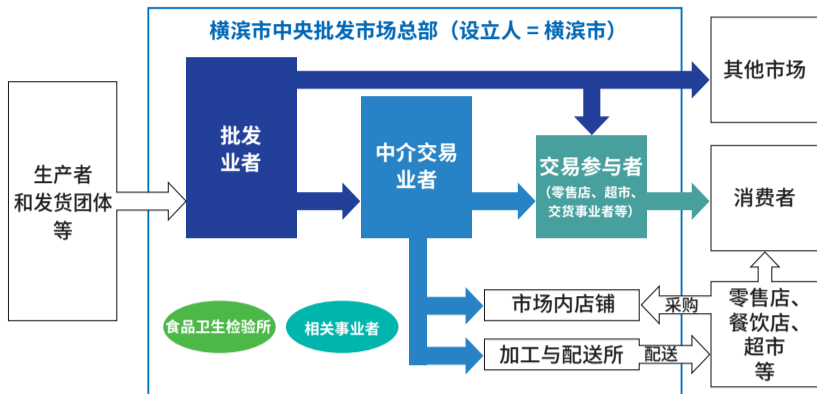 横滨市中央批发市场总部（设立人 = 横滨市）
生产者
和发货团体
等
批发
业者
中介交易
业者
交易参与者
（零售店、超市、
交货事业者等）
其他市场
消费者
食品卫生检验所
相关事业者
市场内店铺
采购
加工与配送所
配送
零售店、
餐饮店、
超市
等